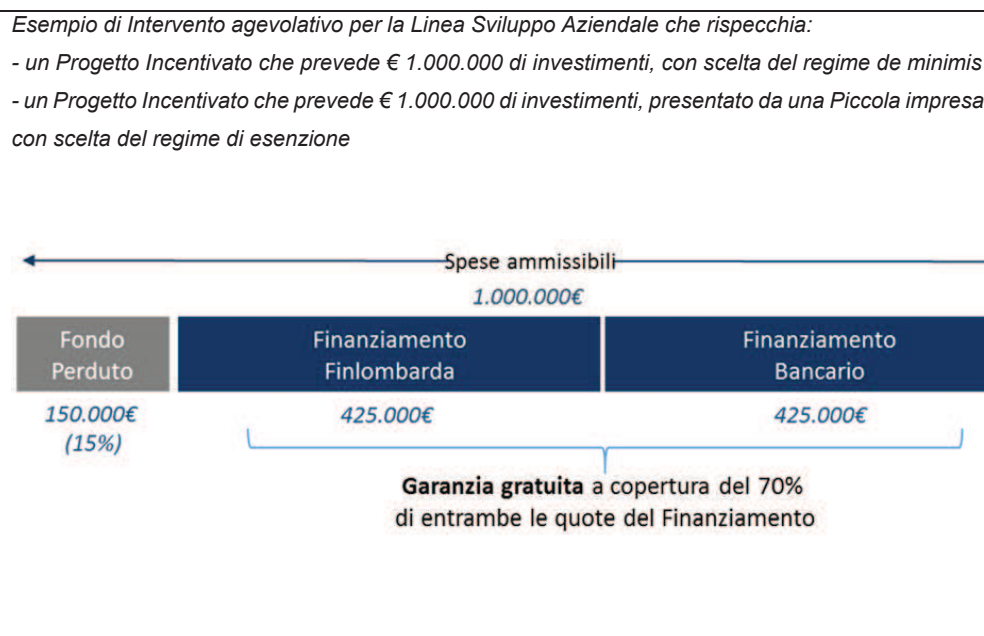 Esempio di Intervento agevolativo per la Linea Sviluppo Aziendale che rispecchia:
- un Progetto Incentivato che prevede € 1.000.000 di investimenti, con scelta del regime de minimis
- un Progetto Incentivato che prevede € 1.000.000 di investimenti, presentato da una Piccola impresa
con scelta del regime di esenzione
Spese ammissibili
1.000.000€
Fondo
Perduto
Finanziamento
Finlombarda
Finanziamento
Bancario
150.000€
(15%)
425.000€
425.000€
Garanzia gratuita a copertura del 70%
di entrambe le quote del Finanziamento